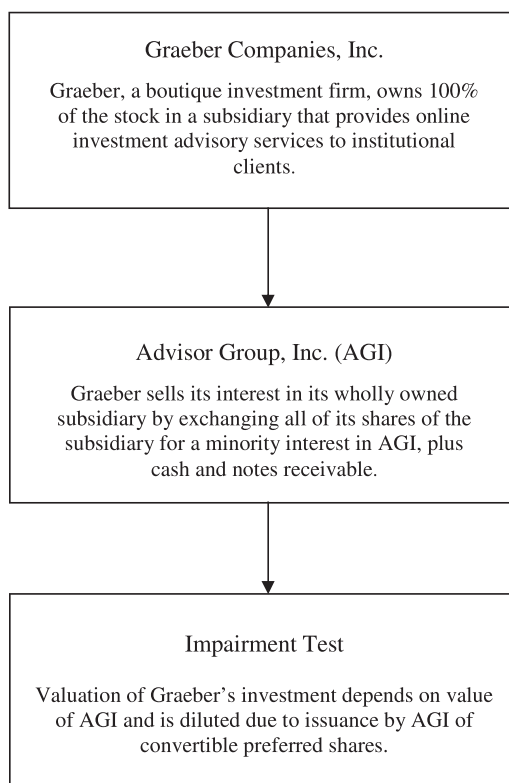 Graeber Companies, Inc.
Graeber, a boutique investment firm, owns 100%
of the stock in a subsidiary that provides online
investment advisory services to institutional
clients.
Advisor Group, Inc. (AGI)
Graeber sells its interest in its wholly owned
subsidiary by exchanging all of its shares of the
subsidiary for a minority interest in AGI, plus
cash and notes receivable.
Impairment Test
Valuation of Graeber's investment depends on value
of AGI and is diluted due to issuance by AGI of
convertible preferred shares.